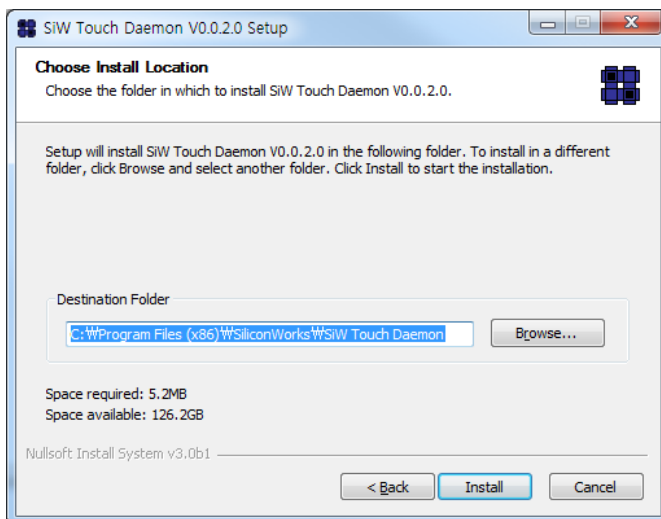 SiW Touch Daemon V0.0.2.0 Setup
Choose Install Location
Choose the folder in which to install SiW Touch Daemon V0.0.2.0.
Setup will install SiW Touch Daemon V0.0.2.0 in the following folder. To install in a different
folder, click Browse and select another folder. Click Install to start the installation.
Destination Folder
C:₩Program Files (x86)₩SiliconWorks₩SiW Touch Daemon
Browse...
Space required: 5.2MB
Space available: 126.2GB
Nullsoft Install System v3.0b1
< Back
Install
Cancel